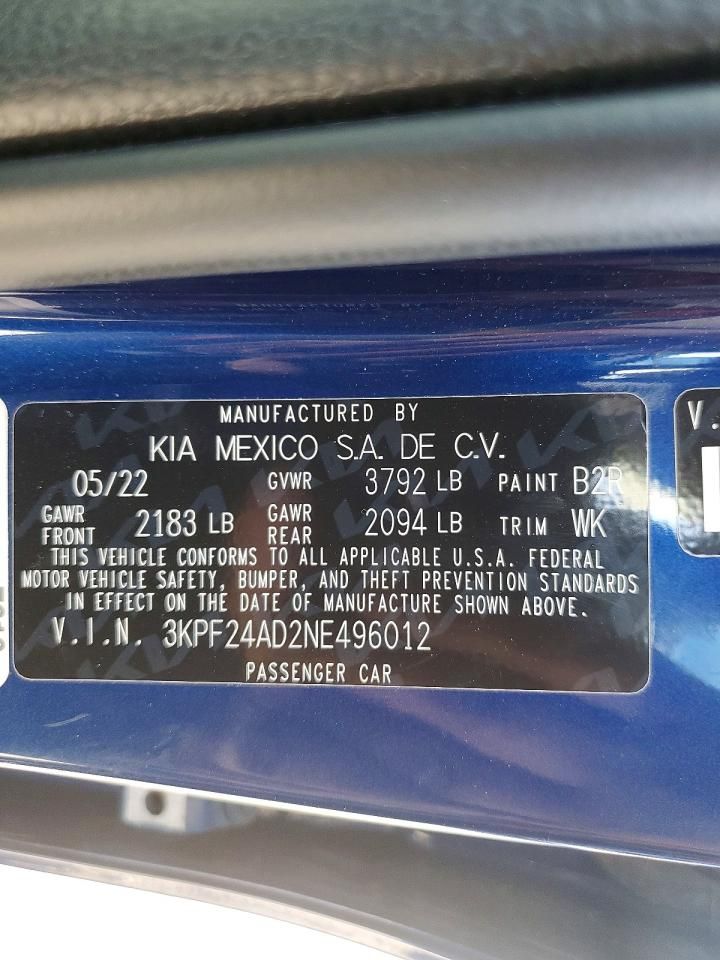 MANUFACTURED BY
KIA MEXICO S.A. DE C.V.
05/22 GVWR 3792 LB PAINT B2R
GAWR FRONT 2183 LB GAWR REAR 2094 LB TRIM WK
THIS VEHICLE CONFORMS TO ALL APPLICABLE U.S.A. FEDERAL
MOTOR VEHICLE SAFETY, BUMPER, AND THEFT PREVENTION STANDARDS
IN EFFECT ON THE DATE OF MANUFACTURE SHOWN ABOVE.
V.I.N. 3KPF24AD2NE496012
PASSENGER CAR
V.